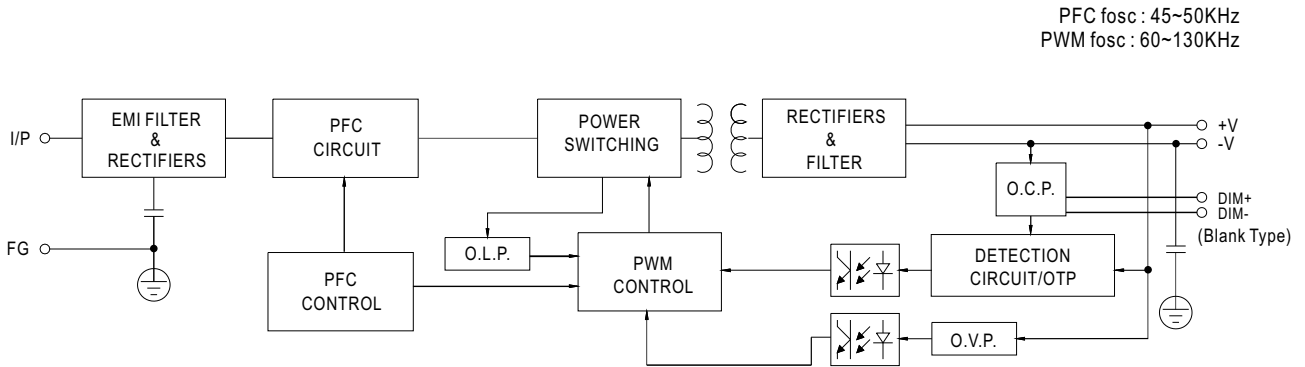 PFC fosc : 45~50KHz
PWM fosc : 60~130KHz
I/P
EMI FILTER
&
RECTIFIERS
PFC
CIRCUIT
POWER
SWITCHING
RECTIFIERS
&
FILTER
+V
-V
O.C.P.
DIM+
DIM-
(Blank Type)
FG
O.L.P.
PFC
CONTROL
PWM
CONTROL
DETECTION
CIRCUIT/OTP
O.V.P.